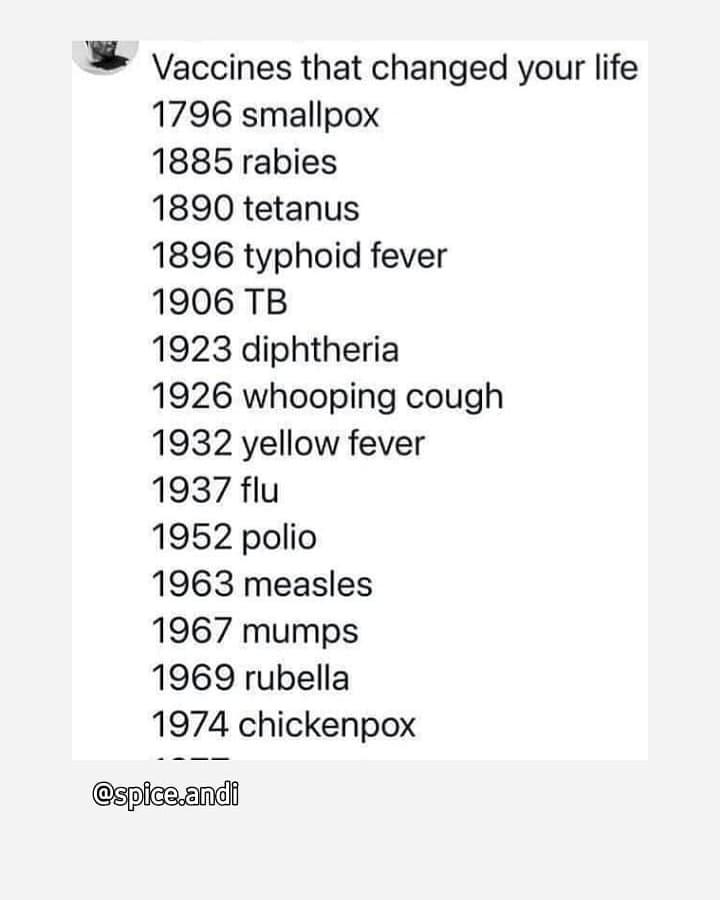 Vaccines that changed your life
1796 smallpox
1885 rabies
1890 tetanus
1896 typhoid fever
1906 TB
1923 diphtheria
1926 whooping cough
1932 yellow fever
1937 flu
1952 polio
1963 measles
1967 mumps
1969 rubella
1974 chickenpox
@spice.andi